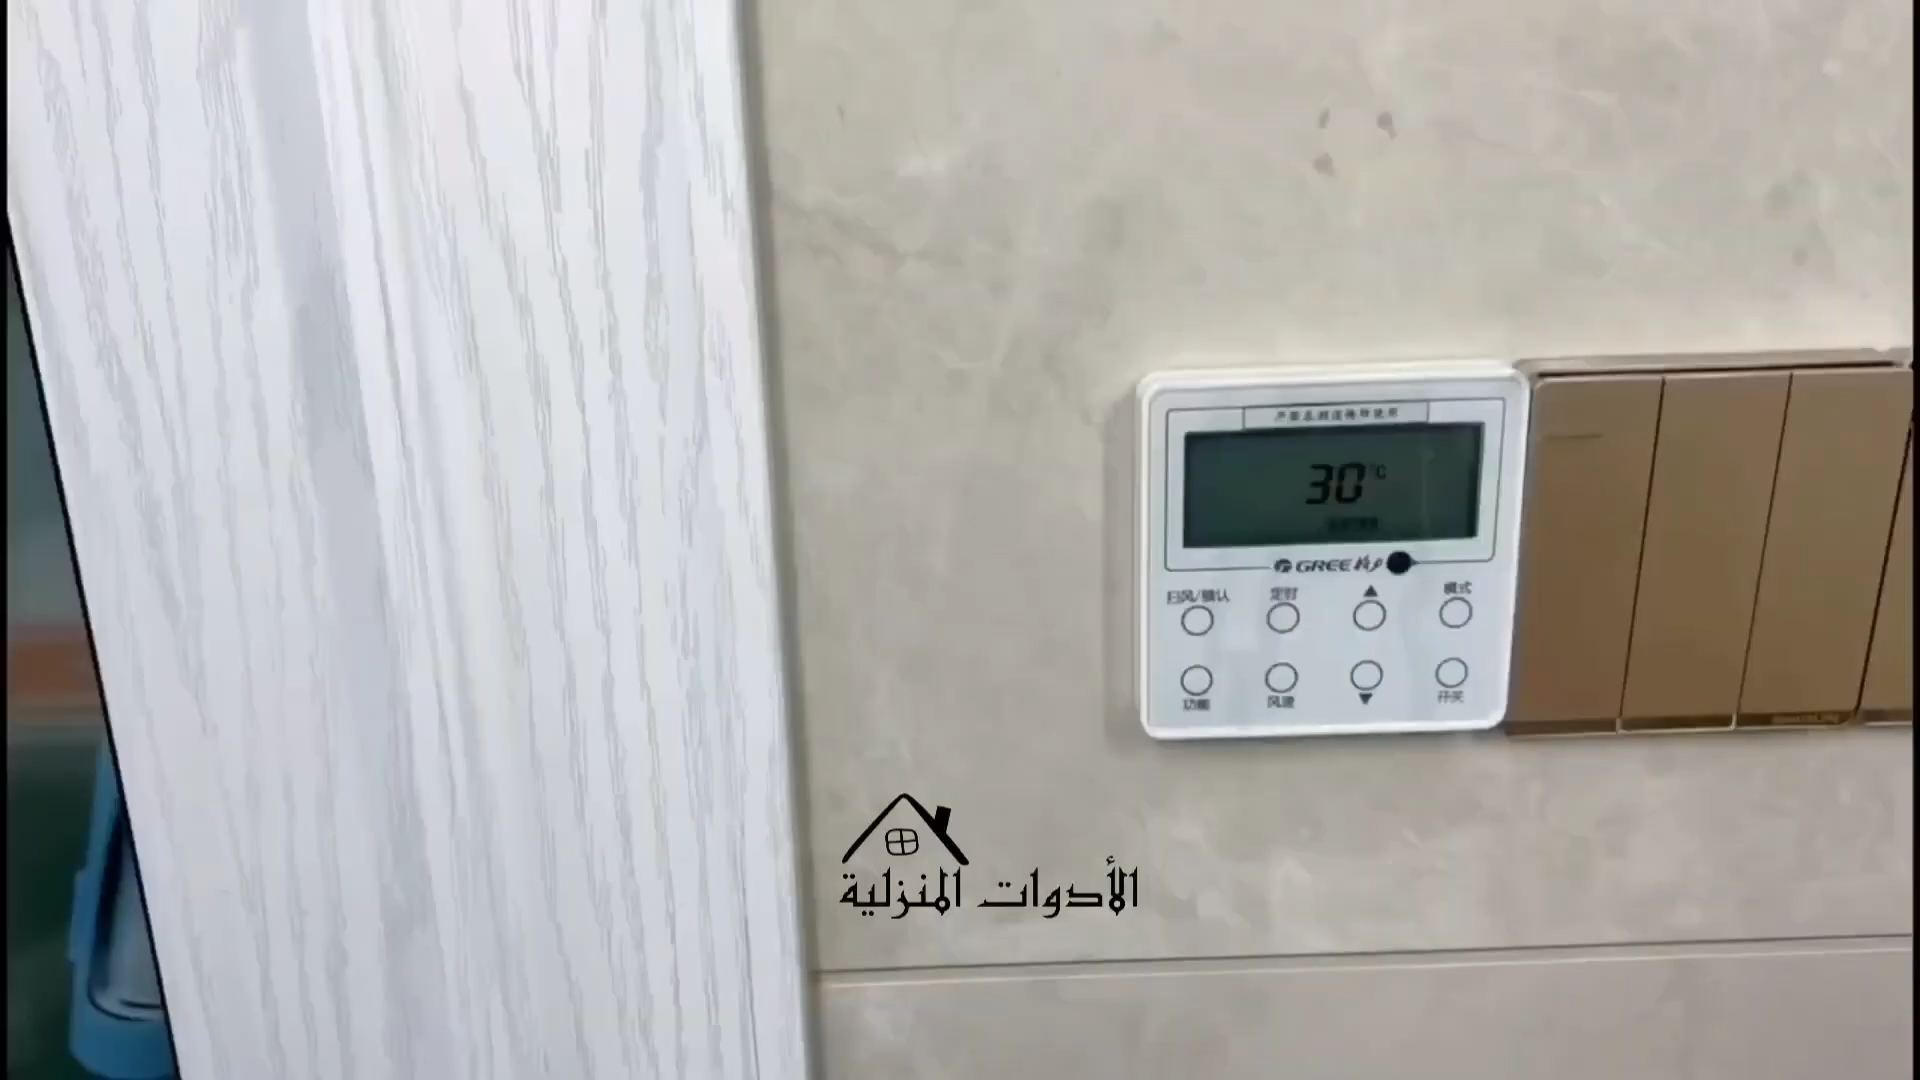 30°C
GREE 格力
扫风/确认 定时 ▲ 模式
功能 风速 ▼ 开关
الأدوات المنزلية